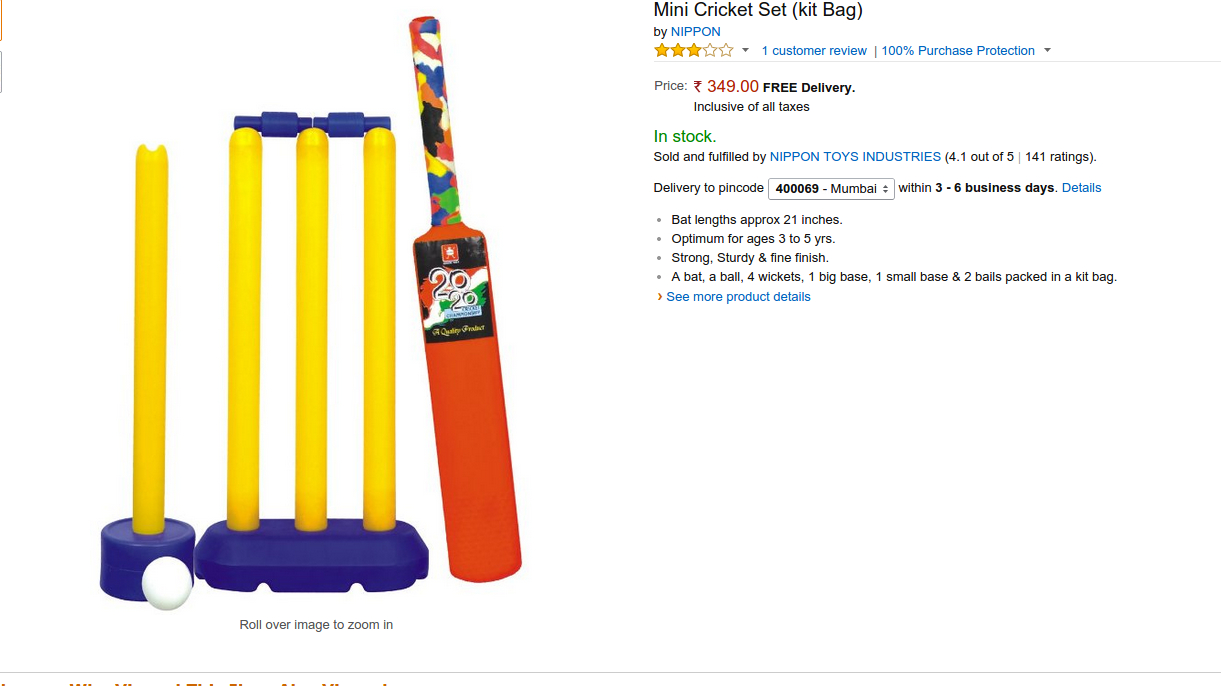 Mini Cricket Set (kit Bag)
by NIPPON
1 customer review | 100% Purchase Protection
Price: ₹ 349.00 FREE Delivery.
Inclusive of all taxes
In stock.
Sold and fulfilled by NIPPON TOYS INDUSTRIES (4.1 out of 5 | 141 ratings).
Delivery to pincode 400069 - Mumbai within 3 - 6 business days. Details
Bat lengths approx 21 inches.
Optimum for ages 3 to 5 yrs.
Strong, Sturdy & fine finish.
A bat, a ball, 4 wickets, 1 big base, 1 small base & 2 bails packed in a kit bag.
› See more product details
20
-20
CRICKET
CHAMPIONSHIP
A Quality Product
Roll over image to zoom in